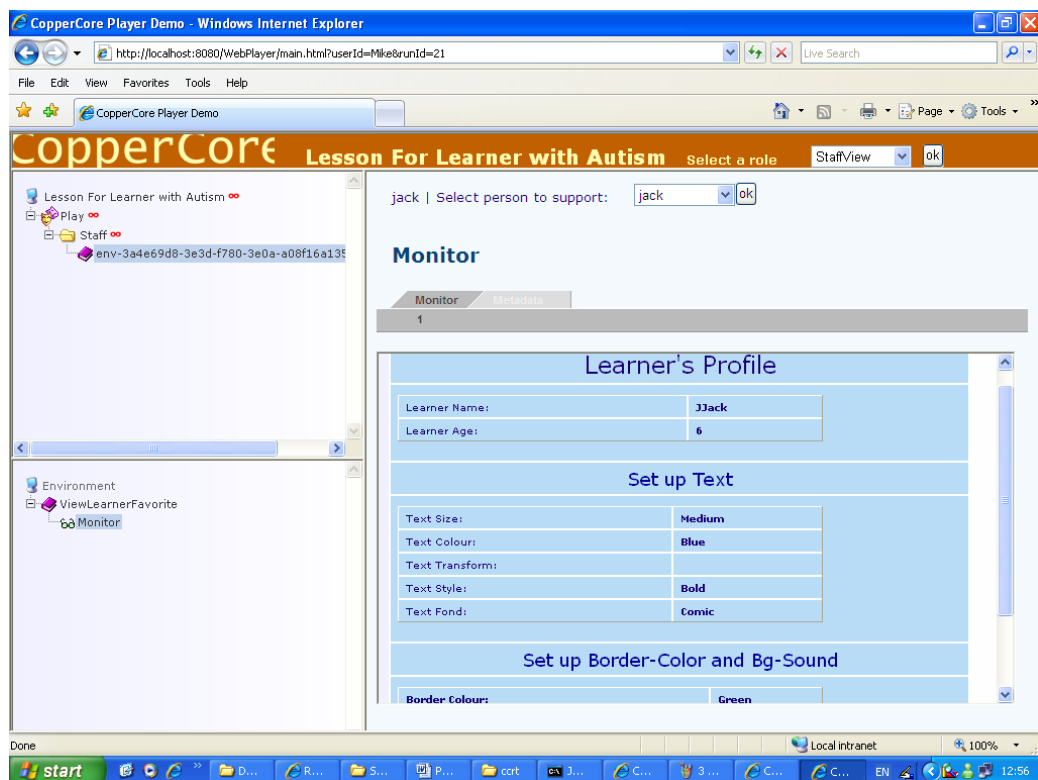 CopperCore Player Demo - Windows Internet Explorer
http://localhost:8080/WebPlayer/main.html?userId=Mike&runId=21
Live Search
File Edit View Favorites Tools Help
CopperCore Player Demo
Page Tools
CopperCore Lesson For Learner with Autism Select a role StaffView ok
Lesson For Learner with Autism
Play
Staff
env-3a4e69d8-3e3d-f780-3e0a-a08f16a135
jack | Select person to support: jack ok
Monitor
Monitor Metadata
1
Learner's Profile
Learner Name: JJack
Learner Age: 6
Set up Text
Text Size: Medium
Text Colour: Blue
Text Transform:
Text Style: Bold
Text Fond: Comic
Set up Border-Color and Bg-Sound
Border Colour: Green
Environment
ViewLearnerFavorite
Monitor
Done Local intranet 100%
start D... R... S... P... ccrt J... C... 3 ... C... C... EN 12:56